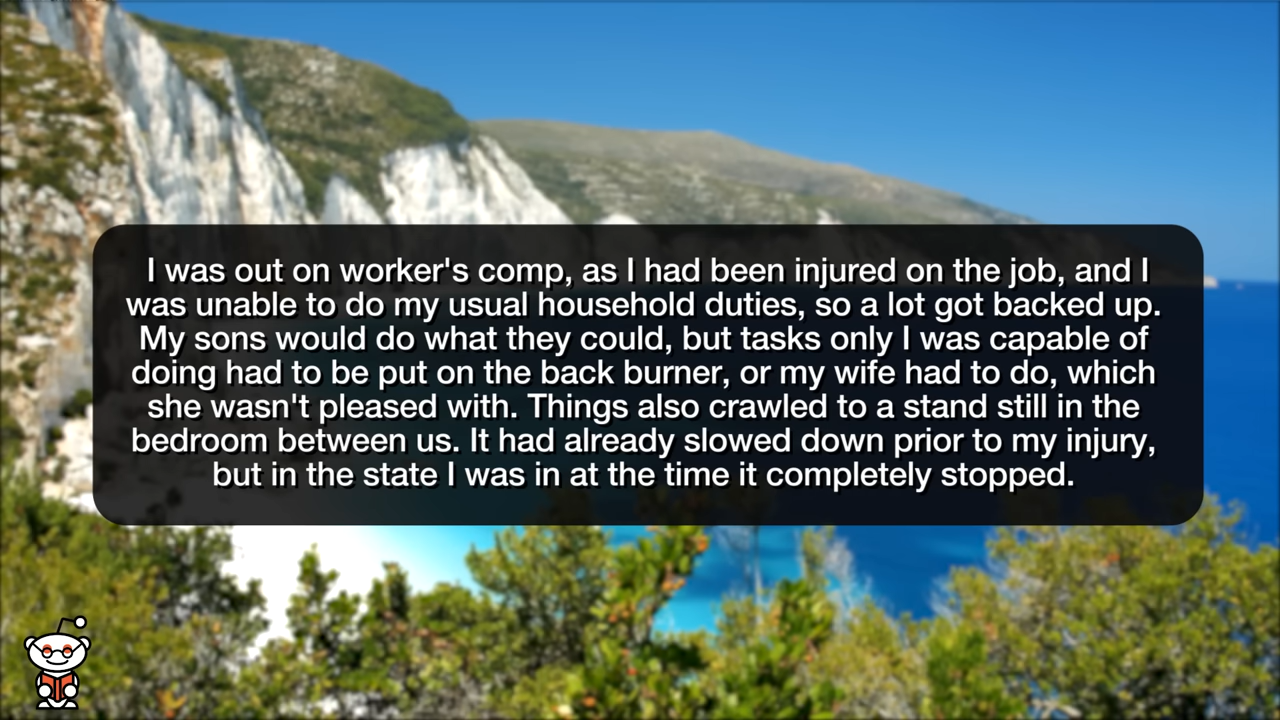 I was out on worker's comp, as I had been injured on the job, and I
was unable to do my usual household duties, so a lot got backed up.
My sons would do what they could, but tasks only I was capable of
doing had to be put on the back burner, or my wife had to do, which
she wasn't pleased with. Things also crawled to a stand still in the
bedroom between us. It had already slowed down prior to my injury,
but in the state I was in at the time it completely stopped.